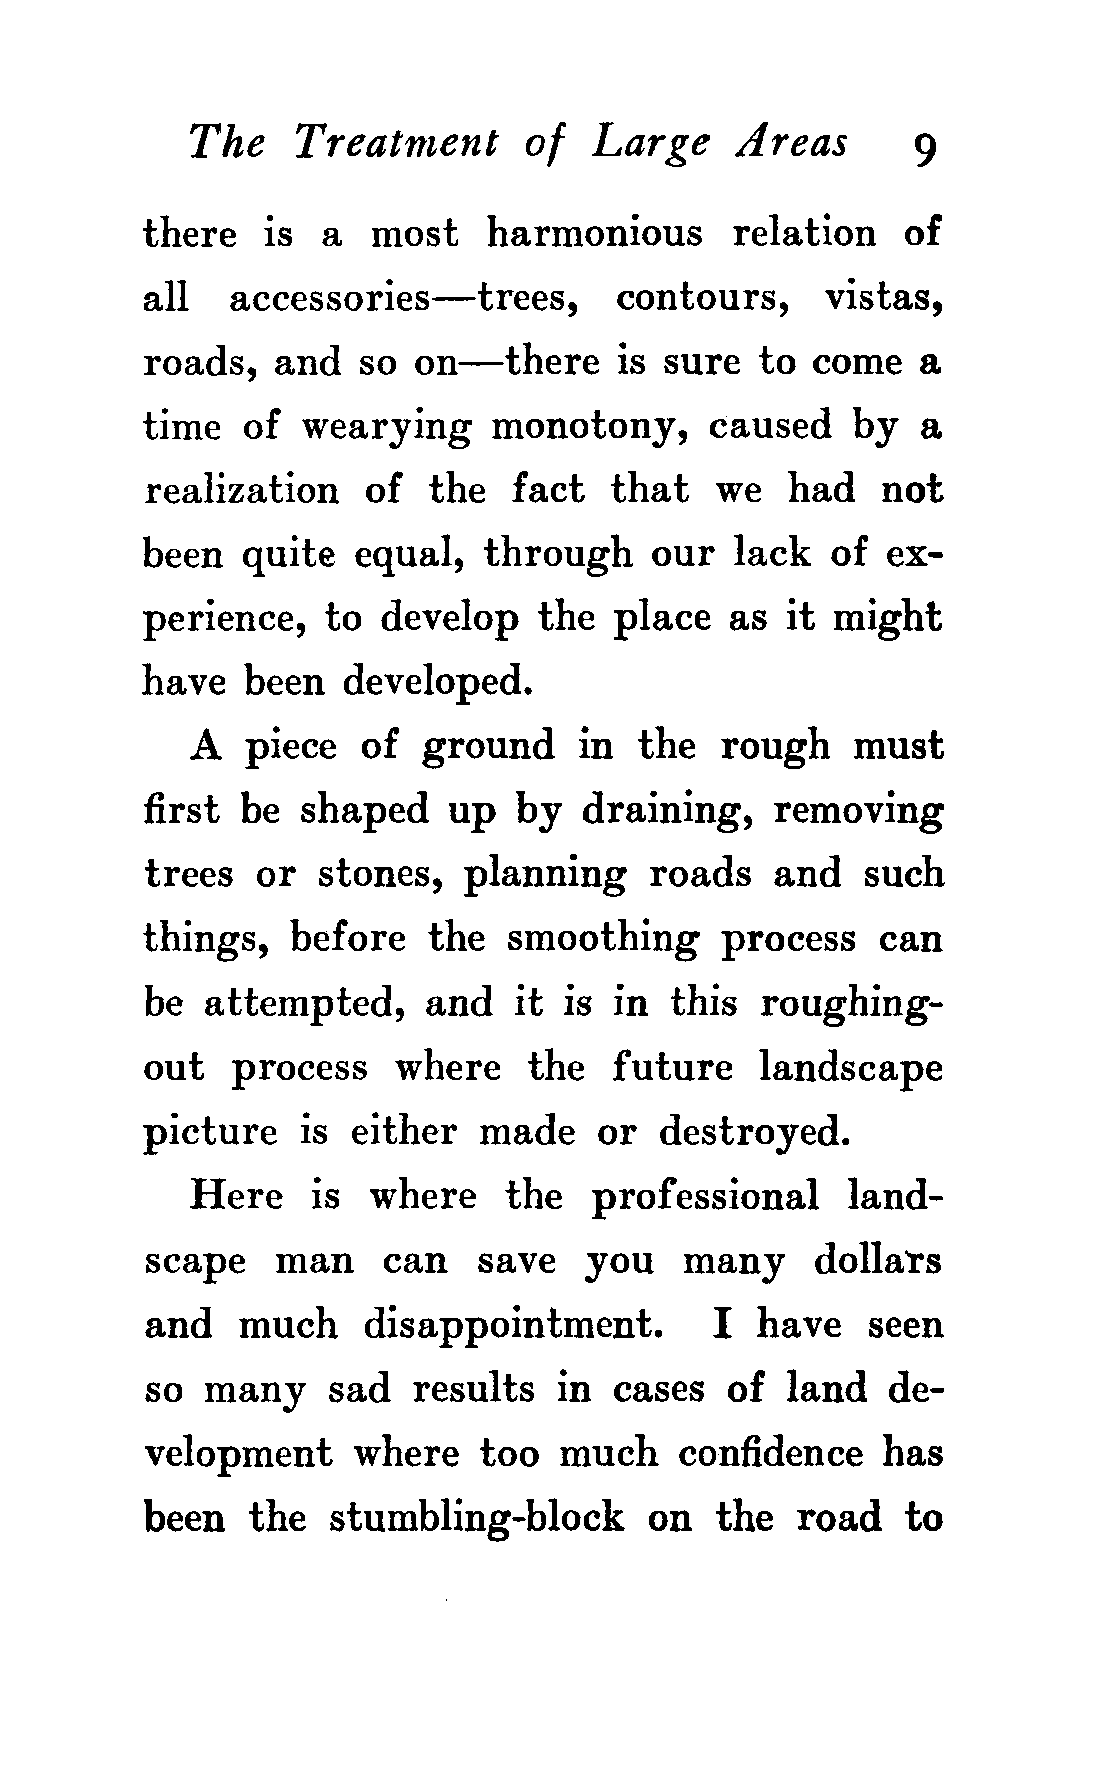 The Treatment of Large Areas 9
there is a most harmonious relation of
all accessories—trees, contours, vistas,
roads, and so on—there is sure to come a
time of wearying monotony, caused by a
realization of the fact that we had not
been quite equal, through our lack of ex-
perience, to develop the place as it might
have been developed.
A piece of ground in the rough must
first be shaped up by draining, removing
trees or stones, planning roads and such
things, before the smoothing process can
be attempted, and it is in this roughing-
out process where the future landscape
picture is either made or destroyed.
Here is where the professional land-
scape man can save you many dollars
and much disappointment. I have seen
so many sad results in cases of land de-
velopment where too much confidence has
been the stumbling-block on the road to